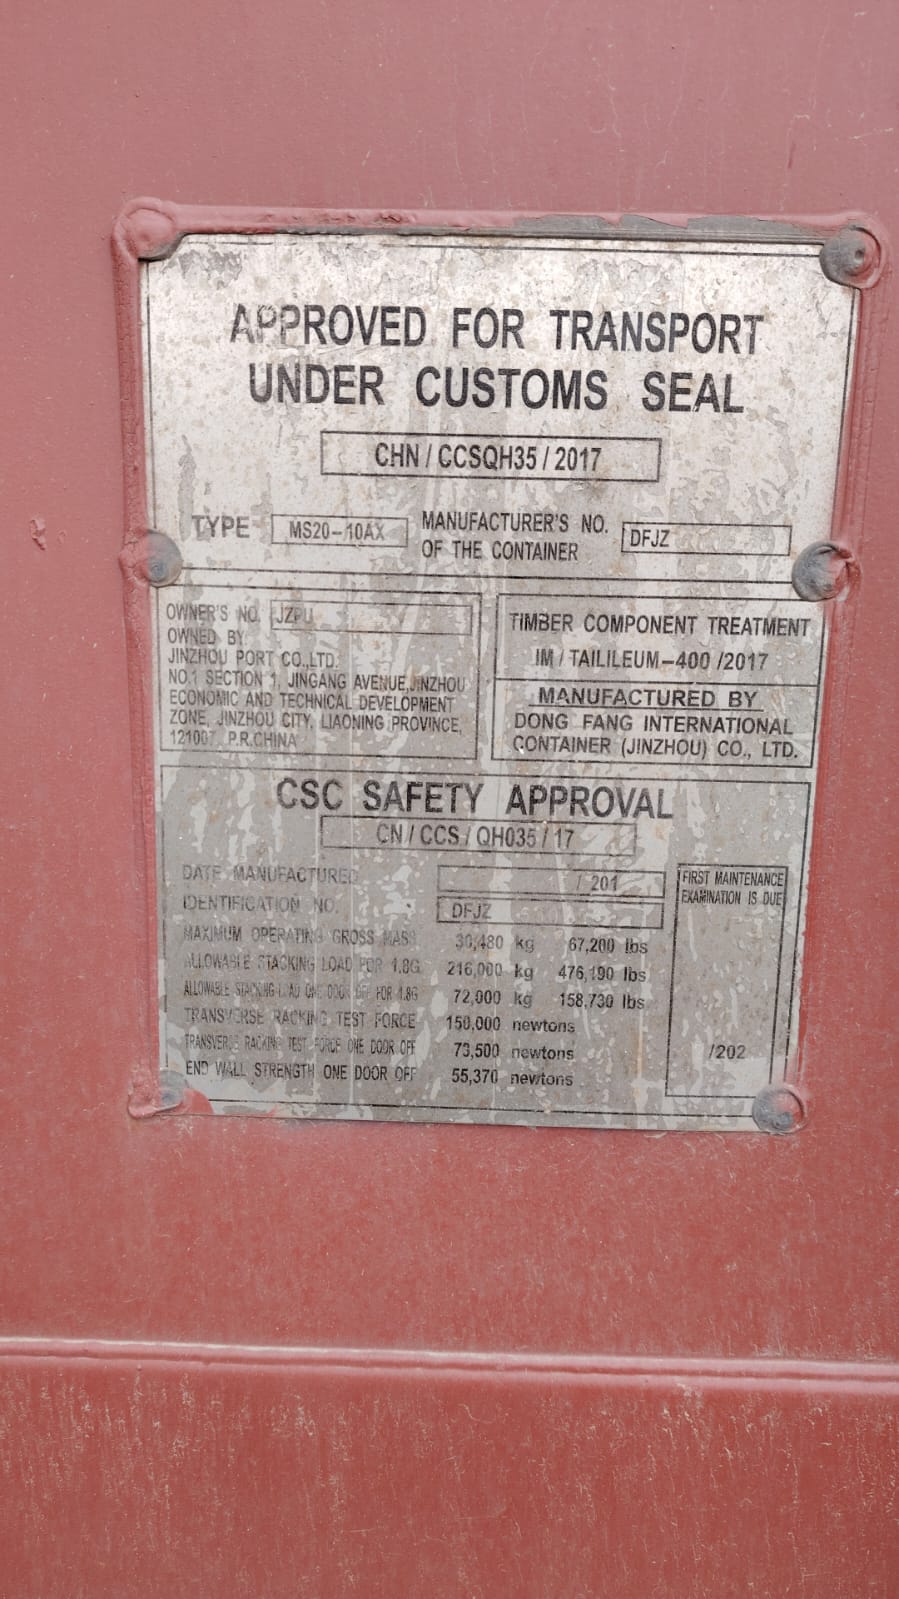 APPROVED FOR TRANSPORT
UNDER CUSTOMS SEAL
CHN / CCSQH35 / 2017
TYPE MS20-10AX MANUFACTURER'S NO. OF THE CONTAINER DFJZ
OWNER'S NO. JZPU
OWNED BY
JINZHOU PORT CO.,LTD.
NO.1 SECTION 1, JINGANG AVENUE,JINZHOU
ECONOMIC AND TECHNICAL DEVELOPMENT
ZONE, JINZHOU CITY, LIAONING PROVINCE,
121007, P.R.CHINA
TIMBER COMPONENT TREATMENT
IM / TAILILEUM-400 /2017
MANUFACTURED BY
DONG FANG INTERNATIONAL
CONTAINER (JINZHOU) CO., LTD.
CSC SAFETY APPROVAL
CN / CCS / QH035 / 17
DATE MANUFACTURED / 201
IDENTIFICATION NO. DFJZ
MAXIMUM OPERATING GROSS MASS 30,480 kg 67,200 lbs
ALLOWABLE STACKING LOAD FOR 1.8G 216,000 kg 476,190 lbs
ALLOWABLE STACKING LOAD ONE DOOR OFF FOR 1.8G 72,000 kg 158,730 lbs
TRANSVERSE RACKING TEST FORCE 150,000 newtons
TRANSVERSE RACKING TEST FORCE ONE DOOR OFF 73,500 newtons
END WALL STRENGTH ONE DOOR OFF 55,370 newtons
FIRST MAINTENANCE
EXAMINATION IS DUE
/202